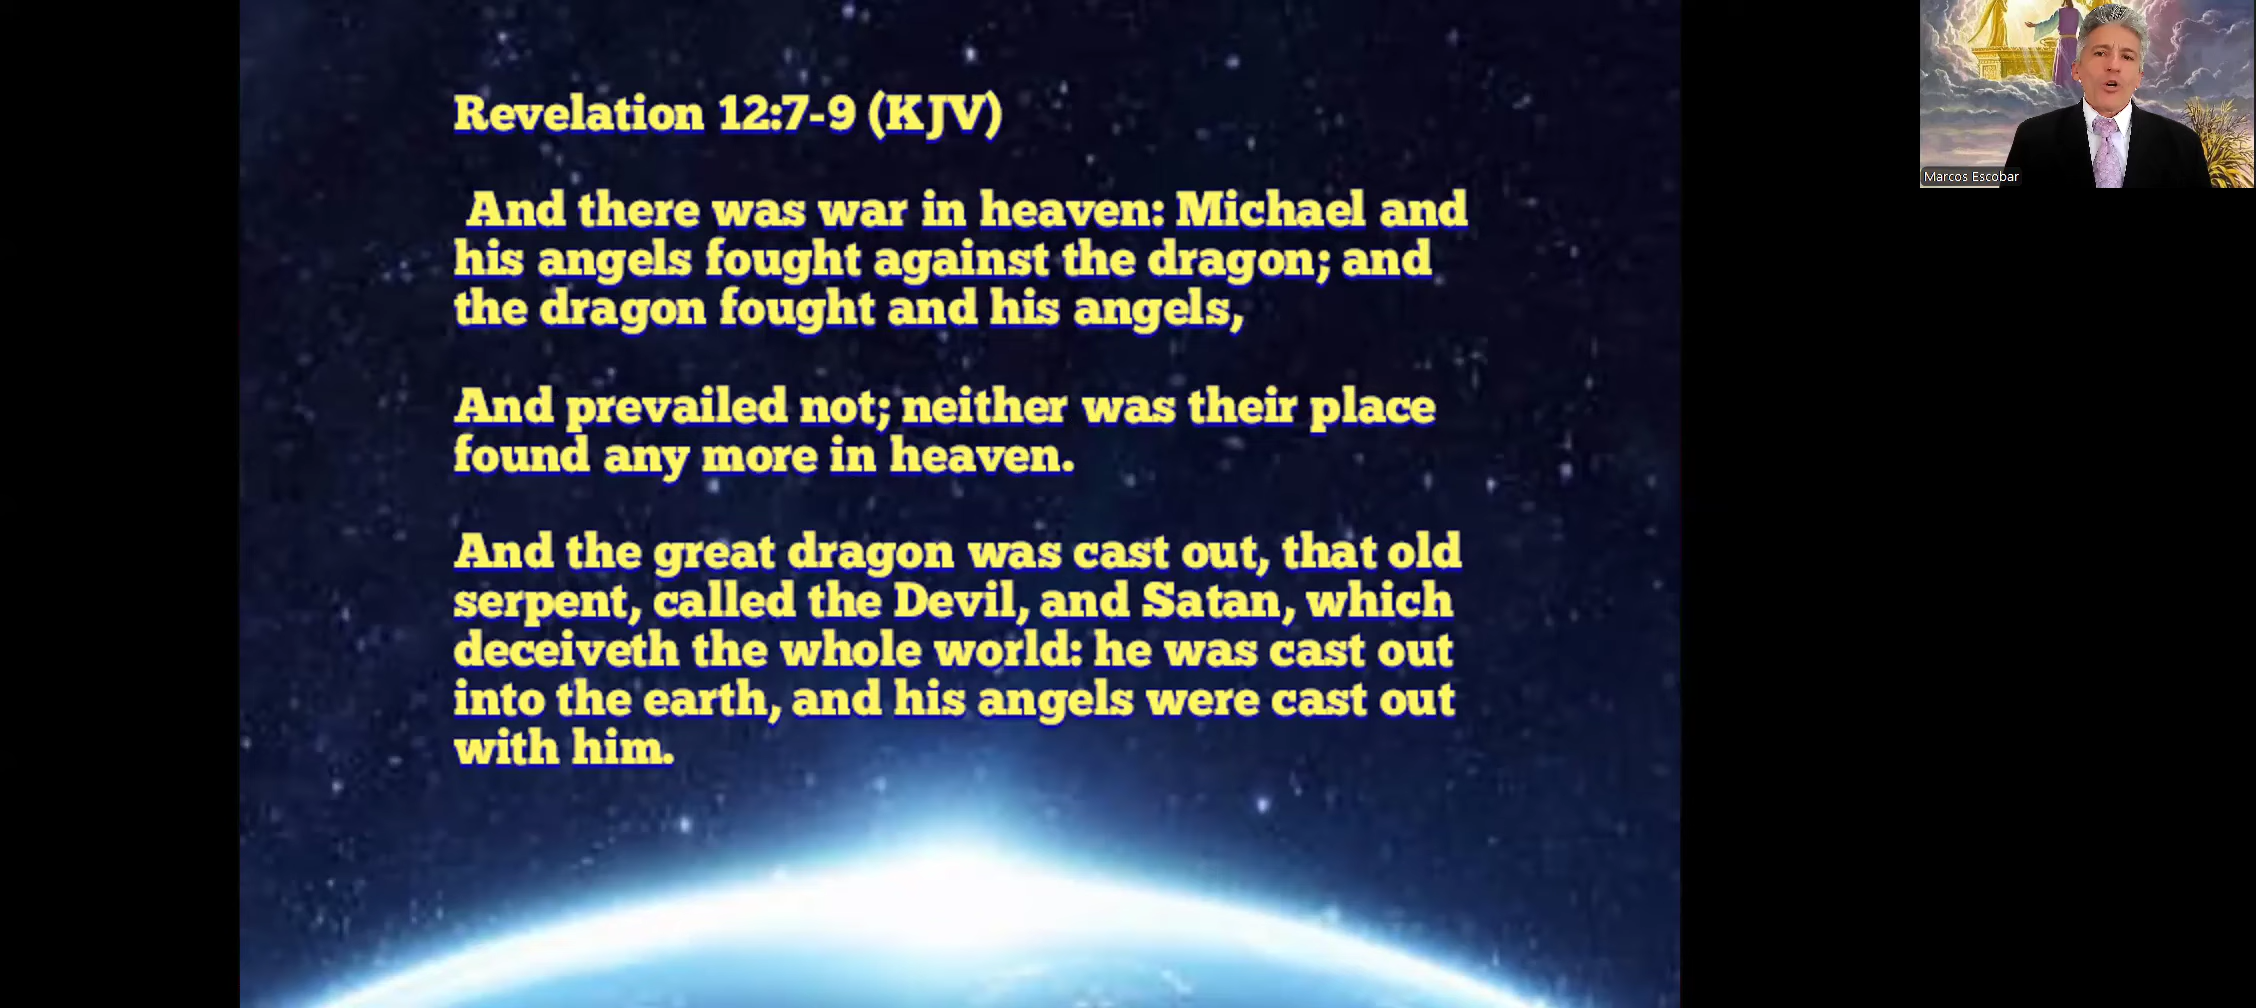 Revelation 12:7-9 (KJV)
And there was war in heaven: Michael and
his angels fought against the dragon; and
the dragon fought and his angels,
And prevailed not; neither was their place
found any more in heaven.
And the great dragon was cast out, that old
serpent, called the Devil, and Satan, which
deceiveth the whole world: he was cast out
into the earth, and his angels were cast out
with him.
Marcos Escobar